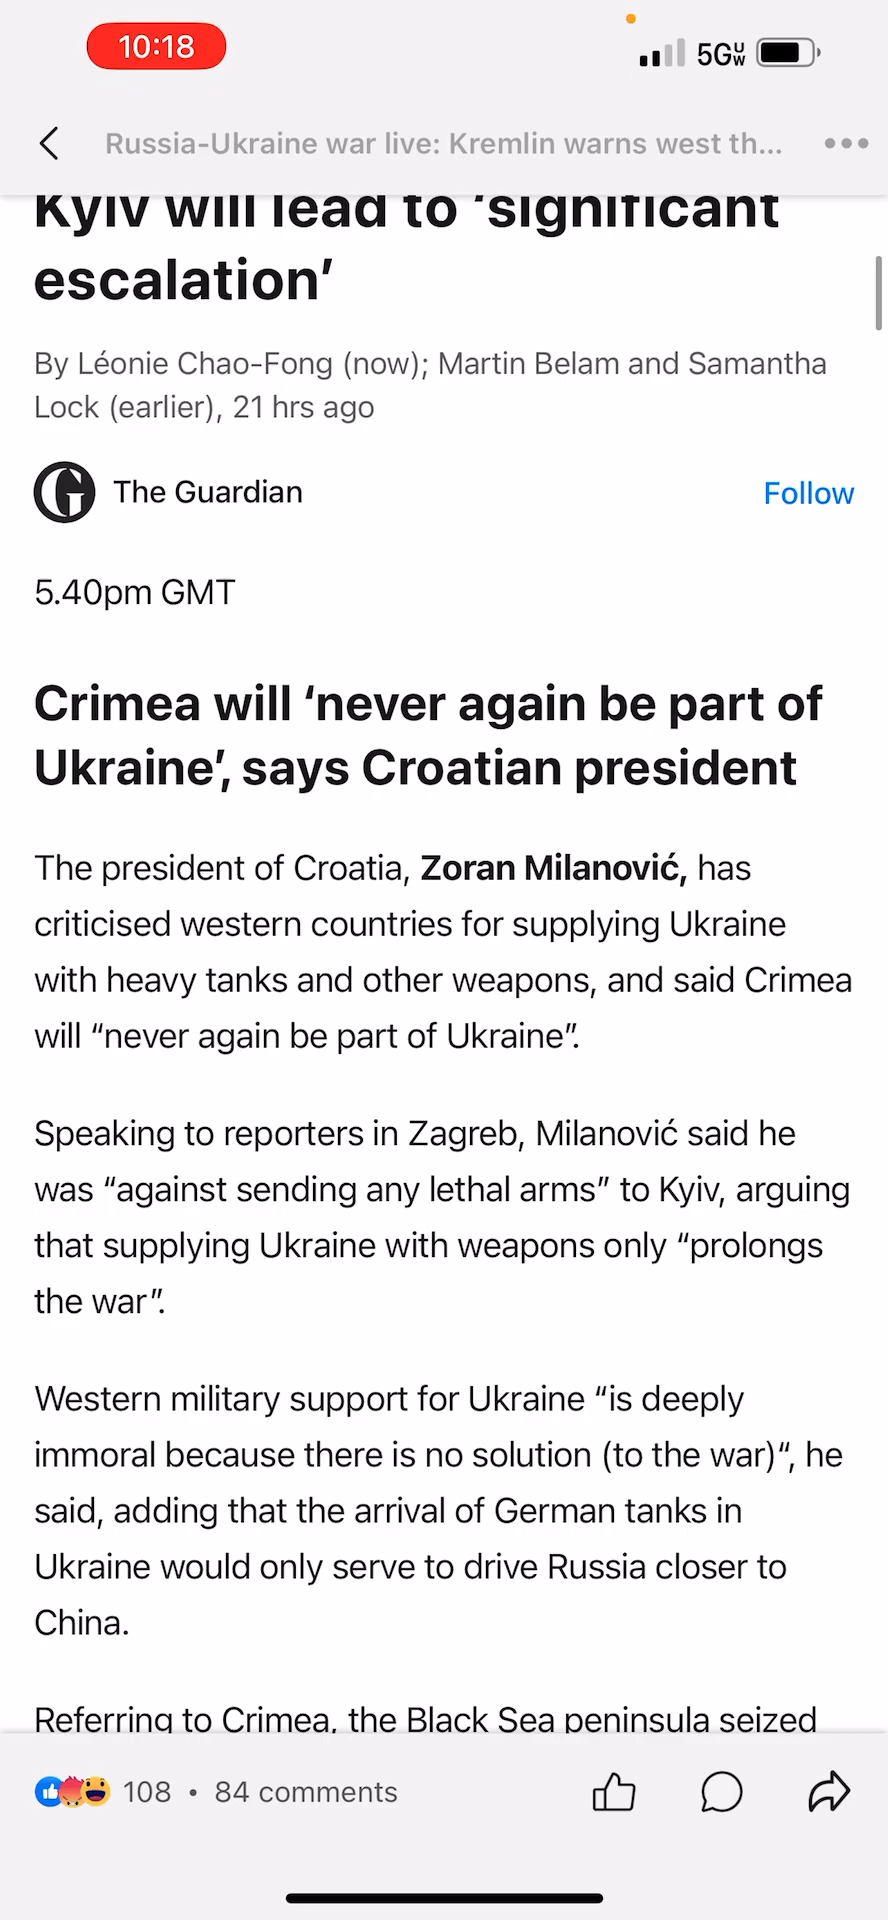 10:18
5GUW
Russia-Ukraine war live: Kremlin warns west th...
Kyiv will lead to ‘significant
escalation’
By Léonie Chao-Fong (now); Martin Belam and Samantha
Lock (earlier), 21 hrs ago
The Guardian
Follow
5.40pm GMT
Crimea will ‘never again be part of
Ukraine’, says Croatian president
The president of Croatia, Zoran Milanović, has
criticised western countries for supplying Ukraine
with heavy tanks and other weapons, and said Crimea
will “never again be part of Ukraine”.
Speaking to reporters in Zagreb, Milanović said he
was “against sending any lethal arms” to Kyiv, arguing
that supplying Ukraine with weapons only “prolongs
the war”.
Western military support for Ukraine “is deeply
immoral because there is no solution (to the war)“, he
said, adding that the arrival of German tanks in
Ukraine would only serve to drive Russia closer to
China.
Referring to Crimea, the Black Sea peninsula seized
108 • 84 comments